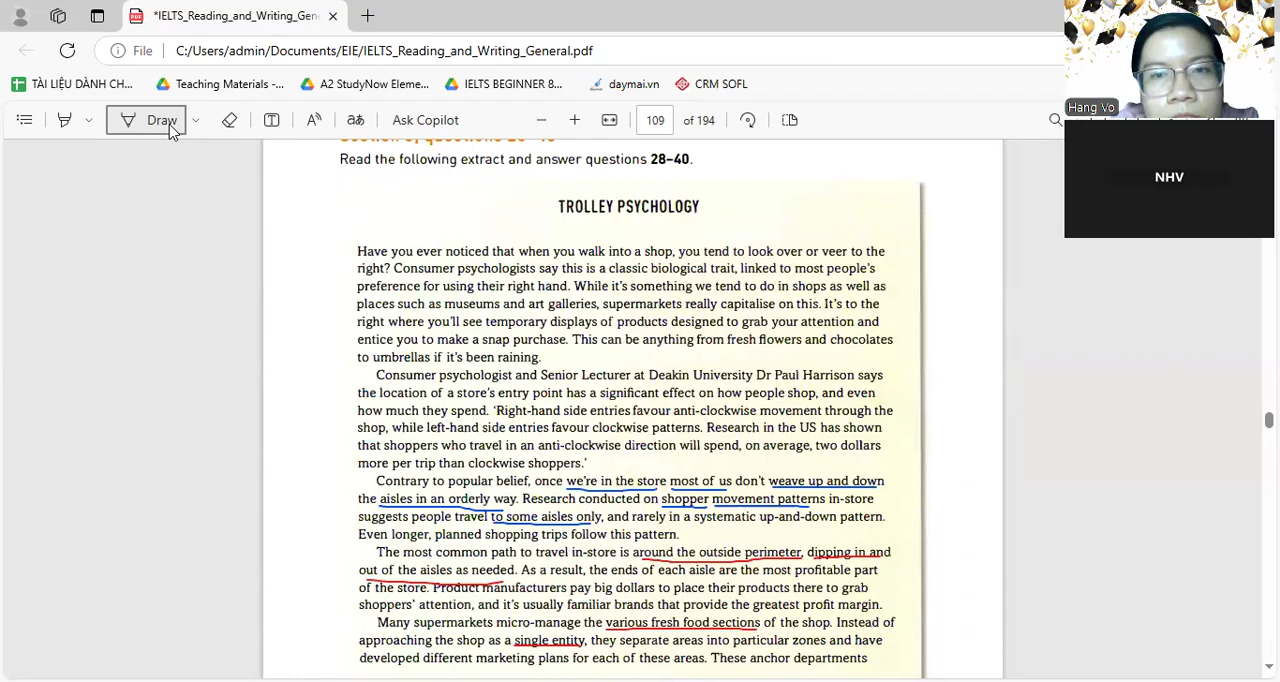 *IELTS_Reading_and_Writing_Gen
File C:/Users/admin/Documents/EIE/IELTS_Reading_and_Writing_General.pdf
TÀI LIỆU DÀNH CH... Teaching Materials -... A2 StudyNow Eleme... IELTS BEGINNER 8... daymai.vn CRM SOFL
Hang Vo
Draw Ask Copilot 109 of 194
NHV
Read the following extract and answer questions 28–40.
TROLLEY PSYCHOLOGY
Have you ever noticed that when you walk into a shop, you tend to look over or veer to the
right? Consumer psychologists say this is a classic biological trait, linked to most people's
preference for using their right hand. While it's something we tend to do in shops as well as
places such as museums and art galleries, supermarkets really capitalise on this. It's to the
right where you'll see temporary displays of products designed to grab your attention and
entice you to make a snap purchase. This can be anything from fresh flowers and chocolates
to umbrellas if it's been raining.
Consumer psychologist and Senior Lecturer at Deakin University Dr Paul Harrison says
the location of a store's entry point has a significant effect on how people shop, and even
how much they spend. 'Right-hand side entries favour anti-clockwise movement through the
shop, while left-hand side entries favour clockwise patterns. Research in the US has shown
that shoppers who travel in an anti-clockwise direction will spend, on average, two dollars
more per trip than clockwise shoppers.'
Contrary to popular belief, once we're in the store most of us don't weave up and down
the aisles in an orderly way. Research conducted on shopper movement patterns in-store
suggests people travel to some aisles only, and rarely in a systematic up-and-down pattern.
Even longer, planned shopping trips follow this pattern.
The most common path to travel in-store is around the outside perimeter, dipping in and
out of the aisles as needed. As a result, the ends of each aisle are the most profitable part
of the store. Product manufacturers pay big dollars to place their products there to grab
shoppers' attention, and it's usually familiar brands that provide the greatest profit margin.
Many supermarkets micro-manage the various fresh food sections of the shop. Instead of
approaching the shop as a single entity, they separate areas into particular zones and have
developed different marketing plans for each of these areas. These anchor departments